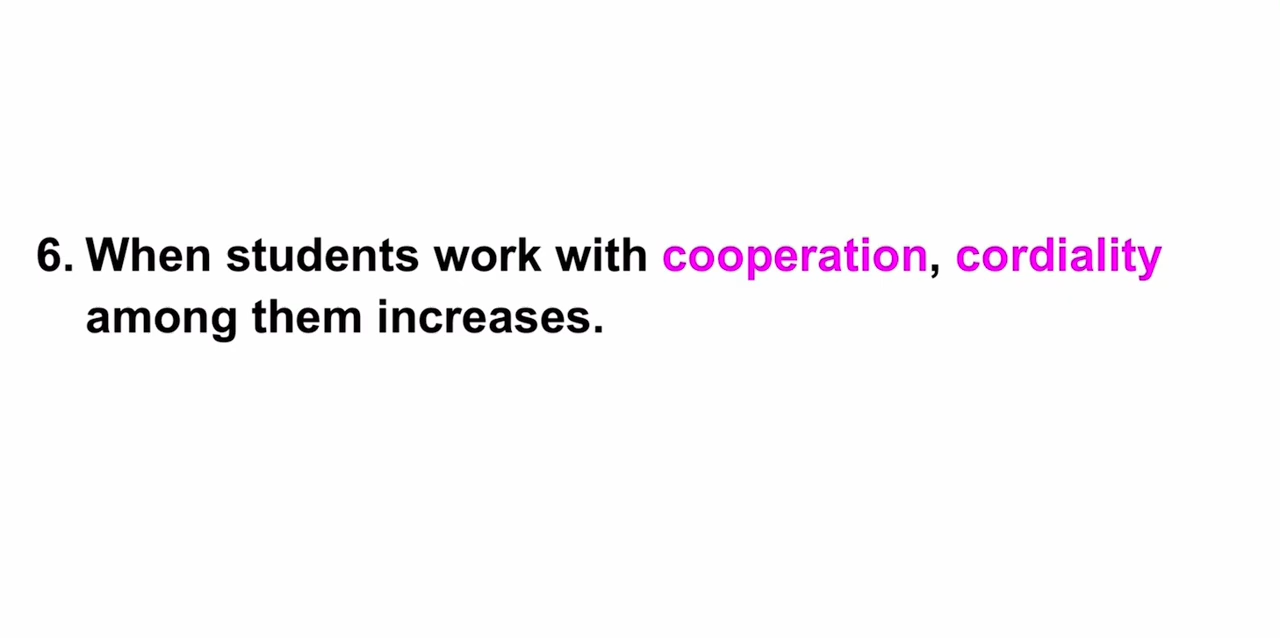 6. When students work with cooperation, cordiality
among them increases.